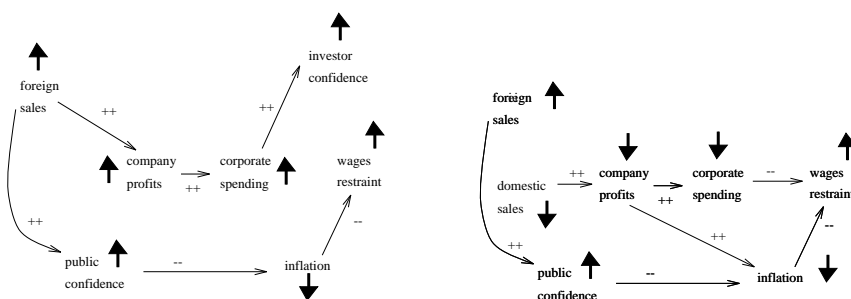 investor
confidence
foreign
sales
++
++
company
profits
++
corporate
spending
wages
restraint
++
--
public
confidence
--
inflation
foreign
sales
domestic
sales
++
company
profits
++
corporate
spending
--
wages
restraint
++
++
--
public
confidence
--
inflation